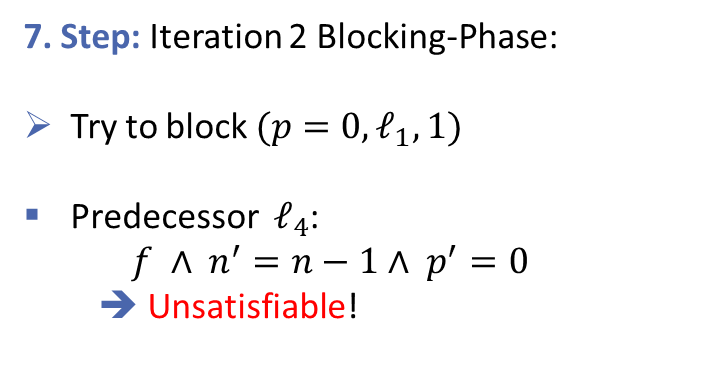 7. Step: Iteration 2 Blocking-Phase:
➢ Try to block (𝑝 = 0, ℓ₁, 1)
▪ Predecessor ℓ₄:
𝑓 ∧ 𝑛′ = 𝑛 − 1 ∧ 𝑝′ = 0
➔ Unsatisfiable!